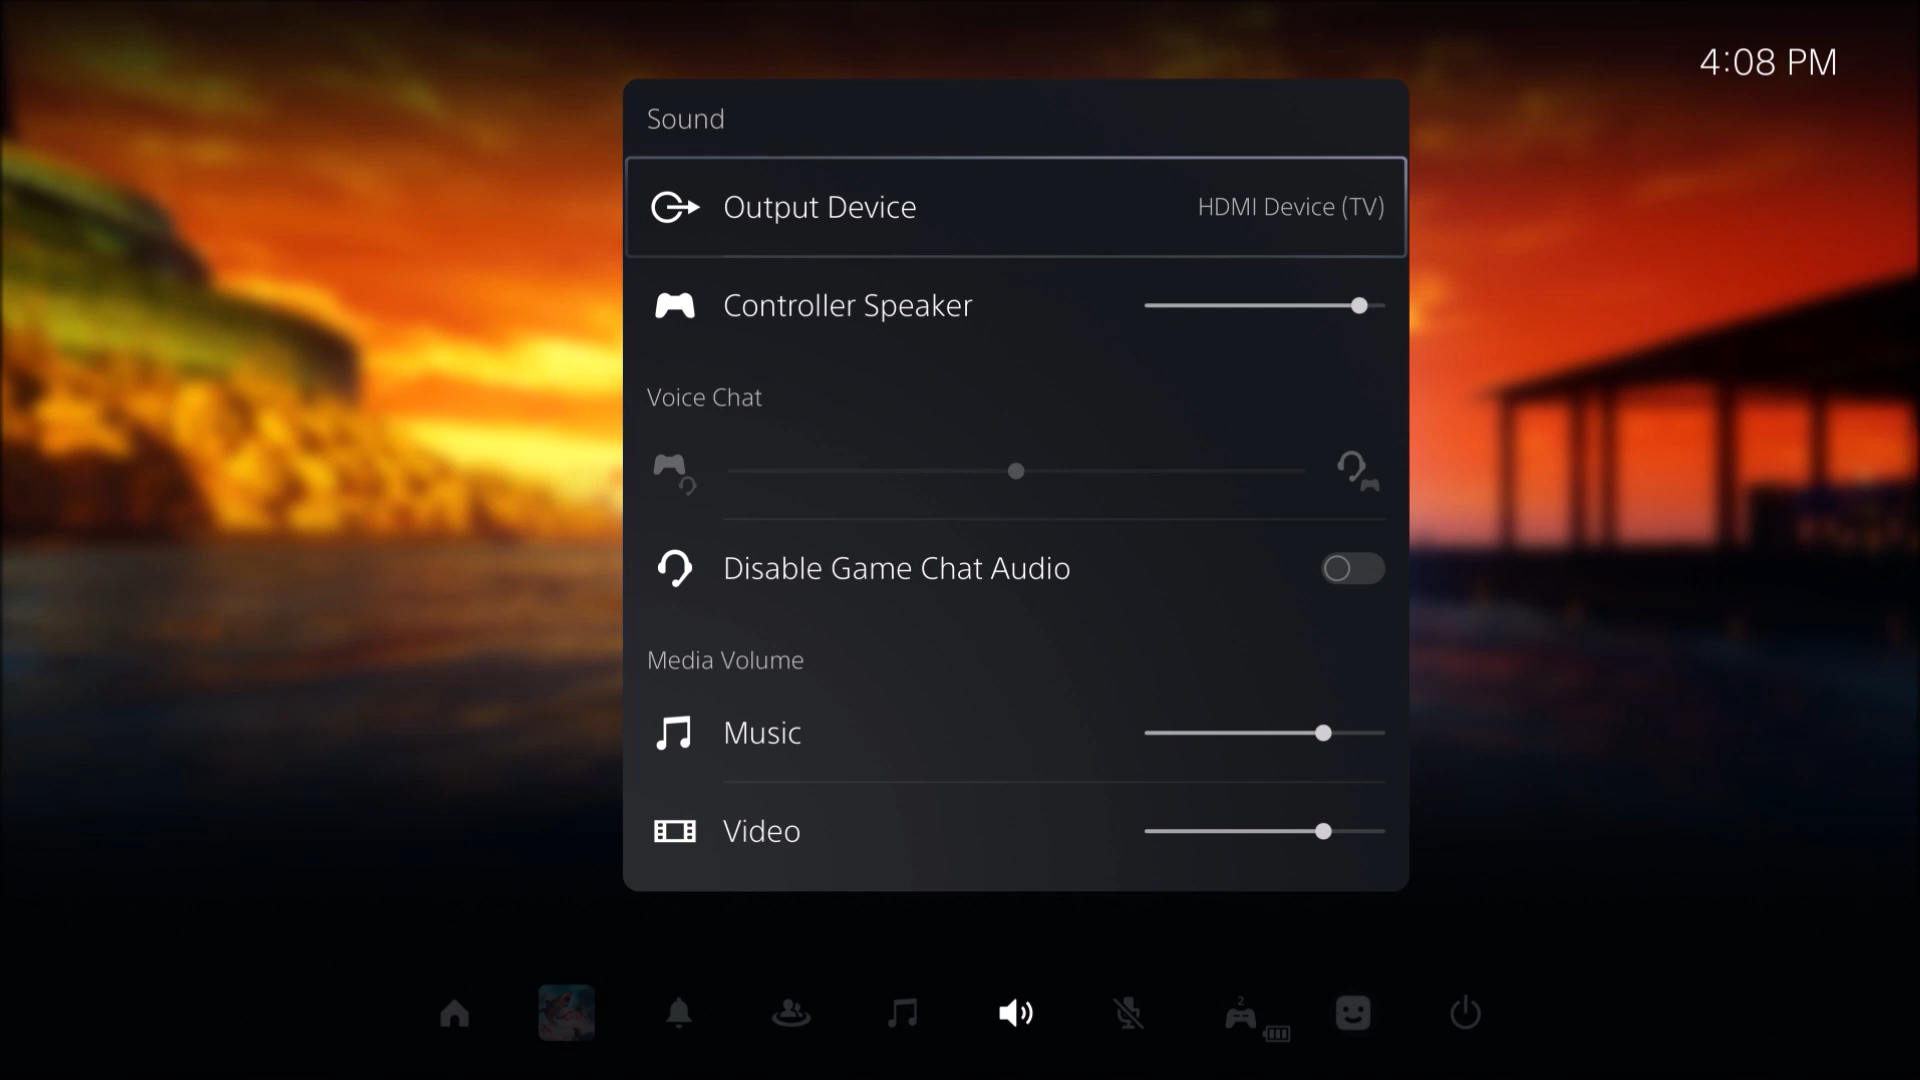 4:08 PM
Sound
Output Device HDMI Device (TV)
Controller Speaker
Voice Chat
Disable Game Chat Audio
Media Volume
Music
Video
2